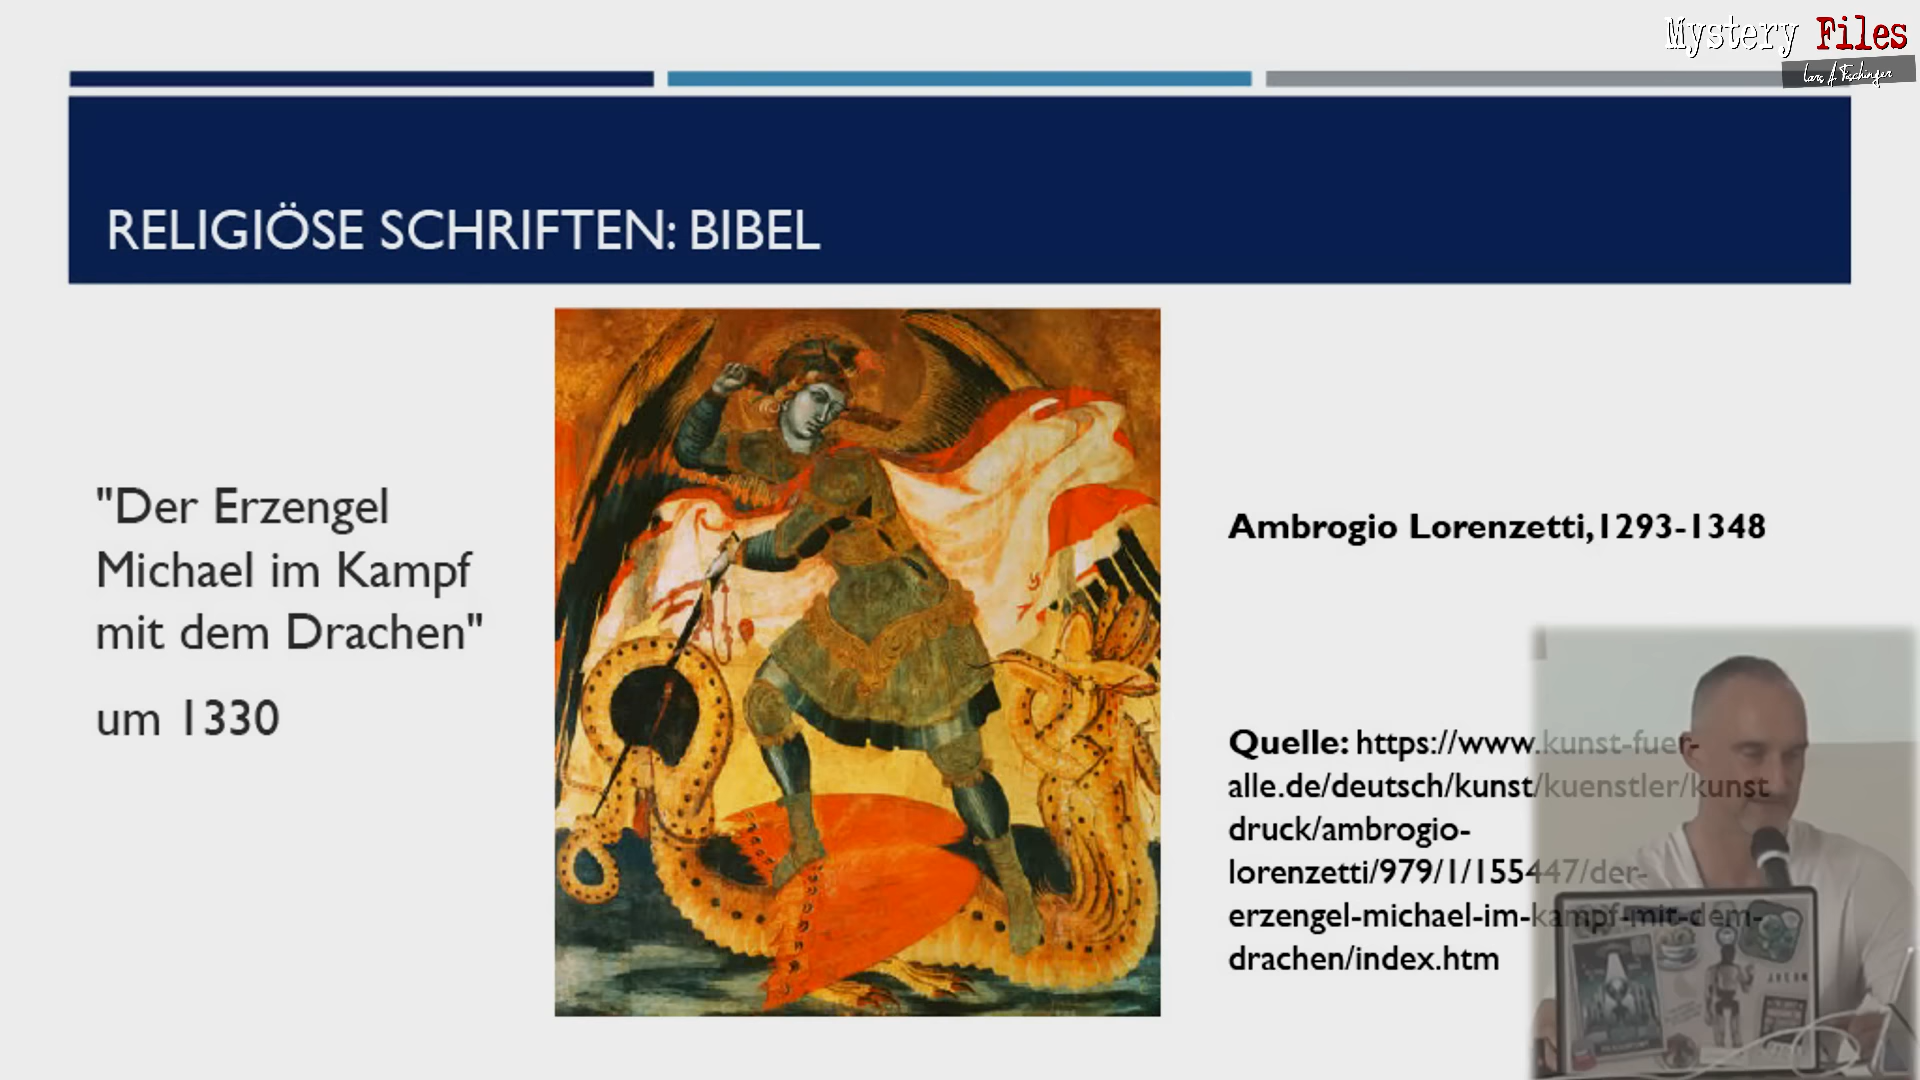 Mystery Files
Lars A. Fischinger
RELIGIÖSE SCHRIFTEN: BIBEL
"Der Erzengel
Michael im Kampf
mit dem Drachen"
um 1330
Ambrogio Lorenzetti,1293-1348
Quelle: https://www.kunst-fuer-
alle.de/deutsch/kunst/kuenstler/kunst
druck/ambrogio-
lorenzetti/979/1/155447/der-
erzengel-michael-im-kampf-mit-dem-
drachen/index.htm